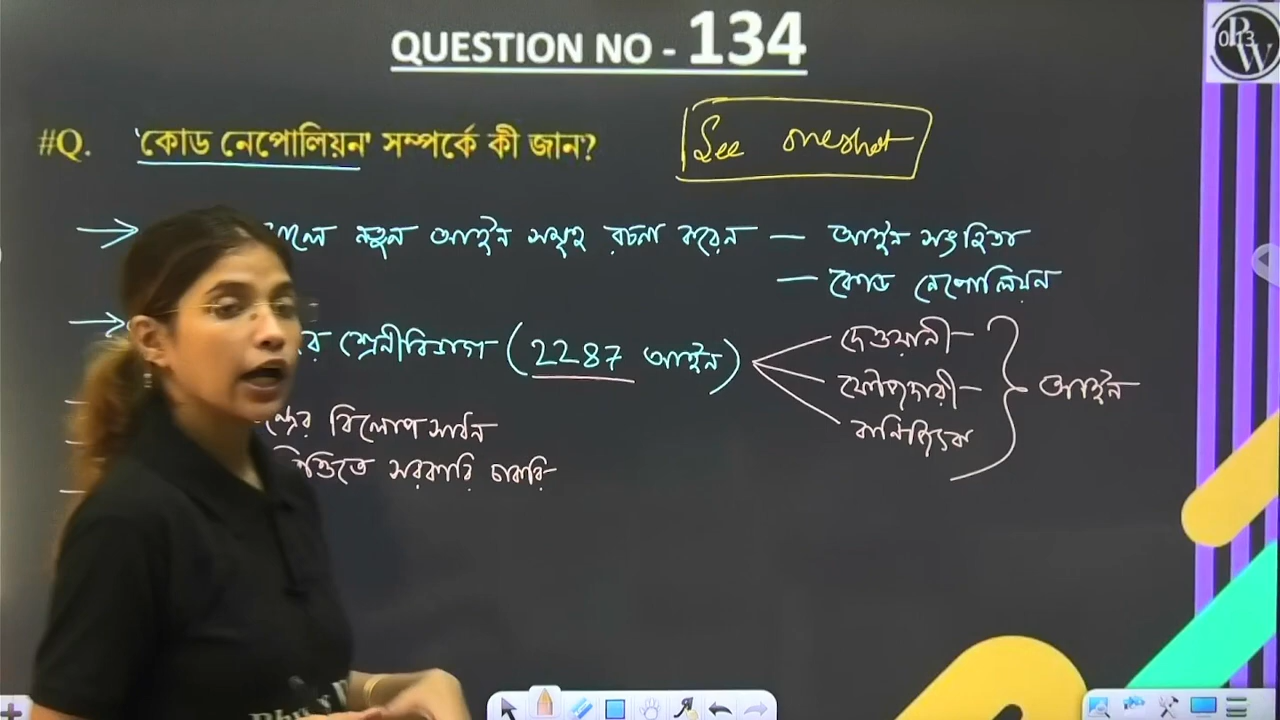 QUESTION NO - 134
PW
#Q. 'কোড নেপোলিয়ন' সম্পর্কে কী জান?
See oneshot
নতুন আইন সমূহ রচনা করেন — আইন সংহিতা
— কোড নেপোলিয়ন
শ্রেণীবিভাগ (2287 আইন)
দেওয়ানী
ফৌজদারী
বানিজ্যিক
আইন
বিলোপ সাধন
সরকারি চাকরি